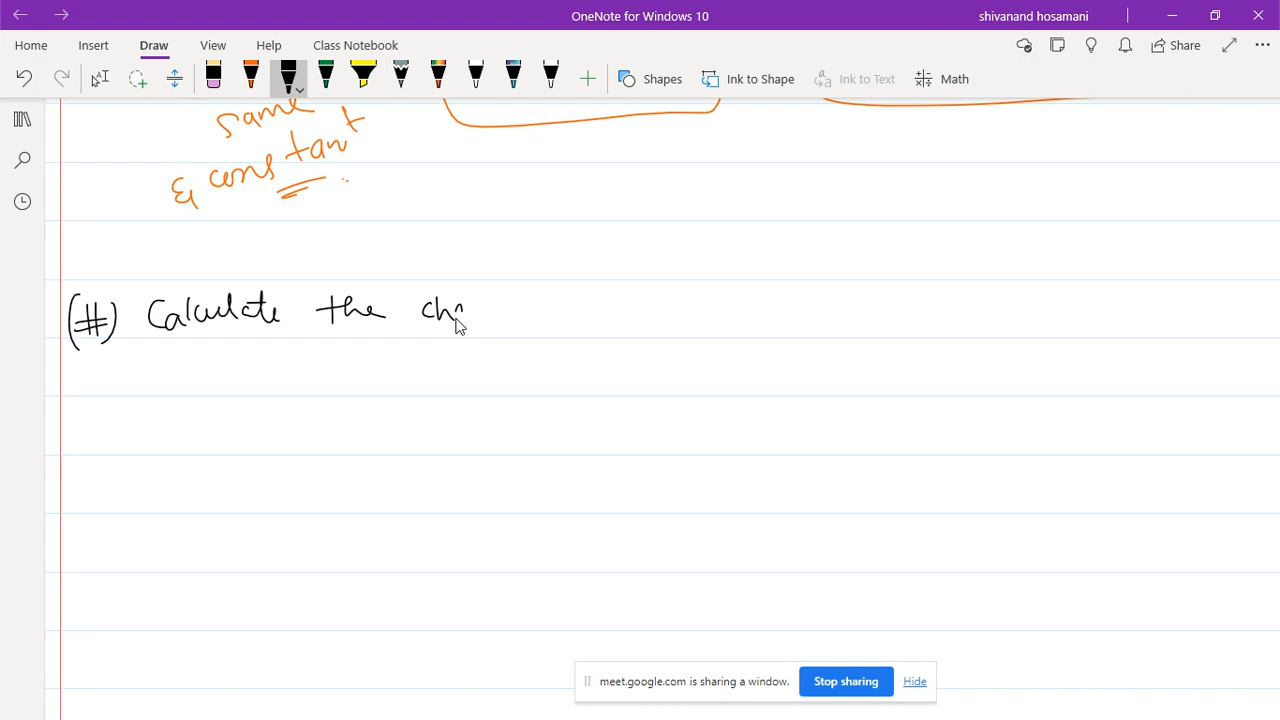 OneNote for Windows 10
shivanand hosamani
Home Insert Draw View Help Class Notebook
Share
Shapes Ink to Shape Ink to Text Math
same
& constant
(#) Calculate the
meet.google.com is sharing a window. Stop sharing Hide